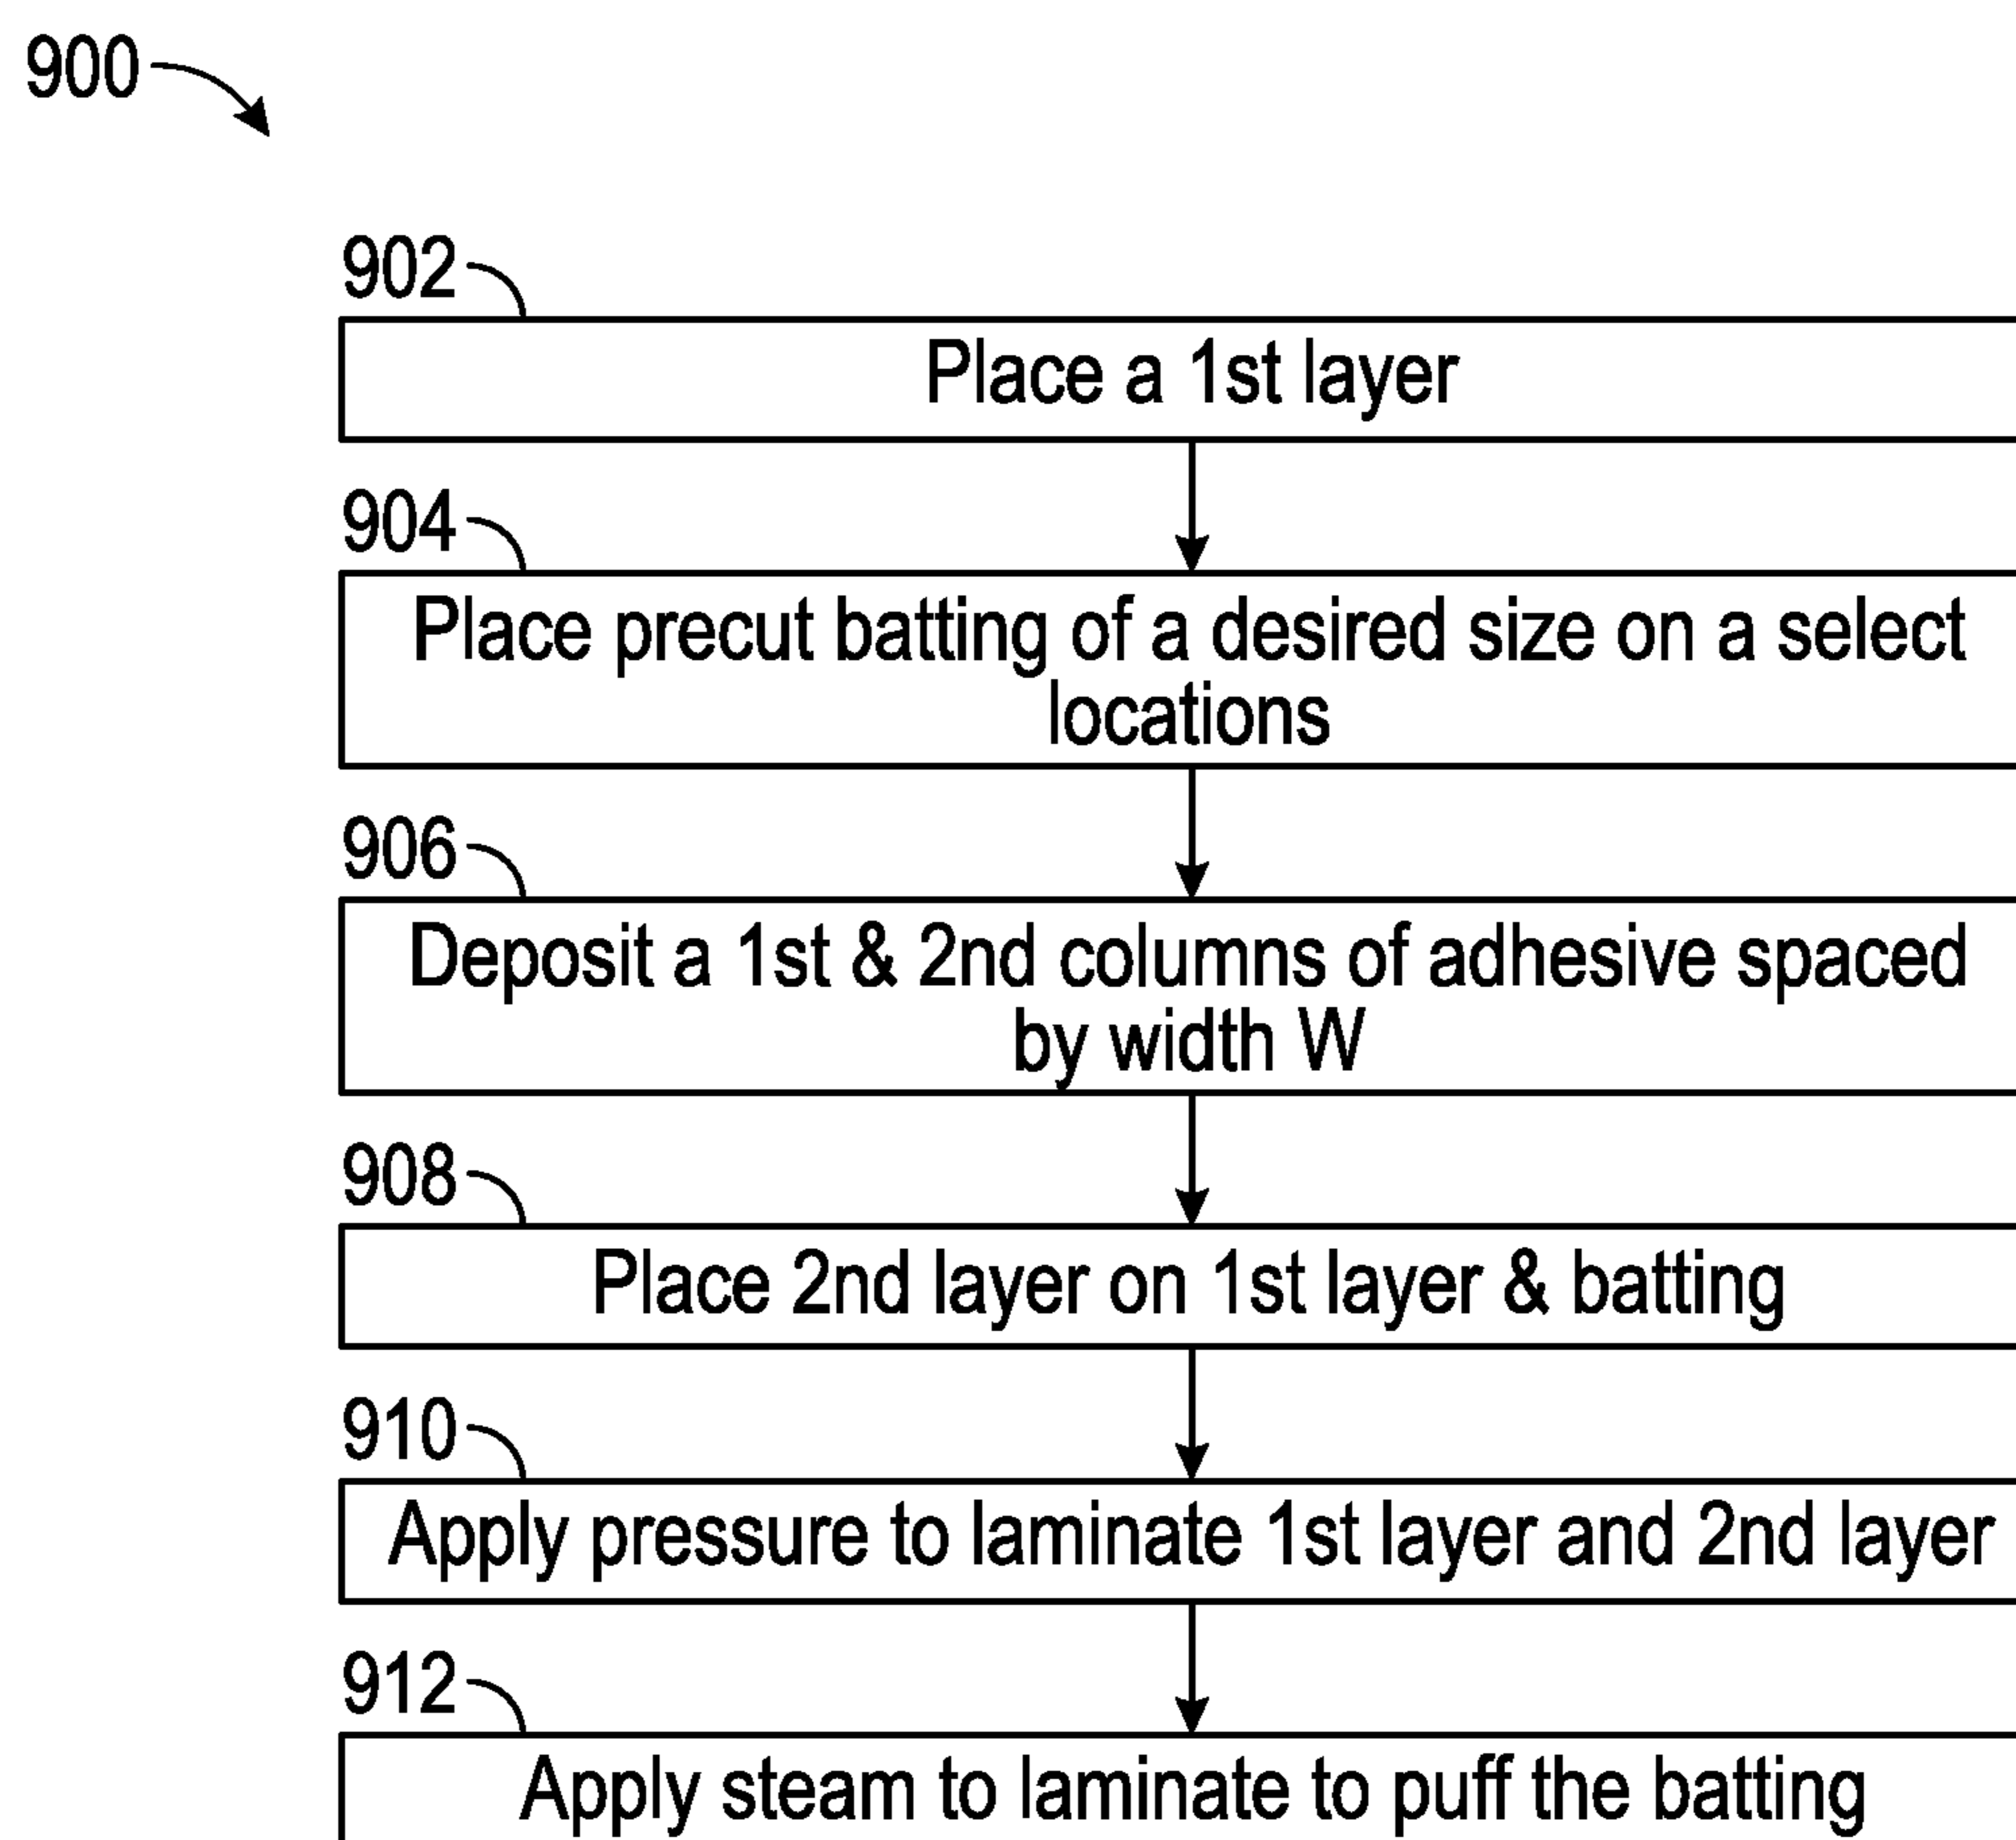 900
902
Place a 1st layer
904
Place precut batting of a desired size on a select
locations
906
Deposit a 1st & 2nd columns of adhesive spaced
by width W
908
Place 2nd layer on 1st layer & batting
910
Apply pressure to laminate 1st layer and 2nd layer
912
Apply steam to laminate to puff the batting